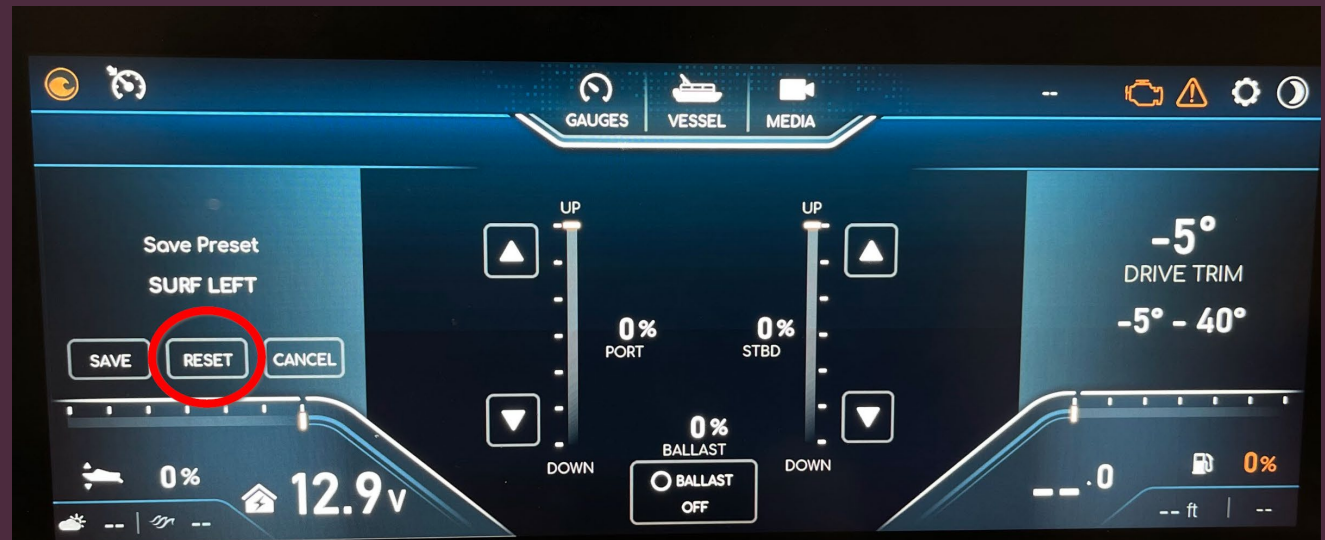 --
GAUGES
VESSEL
MEDIA
Save Preset
SURF LEFT
SAVE
RESET
CANCEL
UP
UP
0%
PORT
0%
STBD
DOWN
DOWN
0%
BALLAST
BALLAST
OFF
-5°
DRIVE TRIM
-5° - 40°
0%
12.9V
-- | --
__.0
0%
-- ft | --